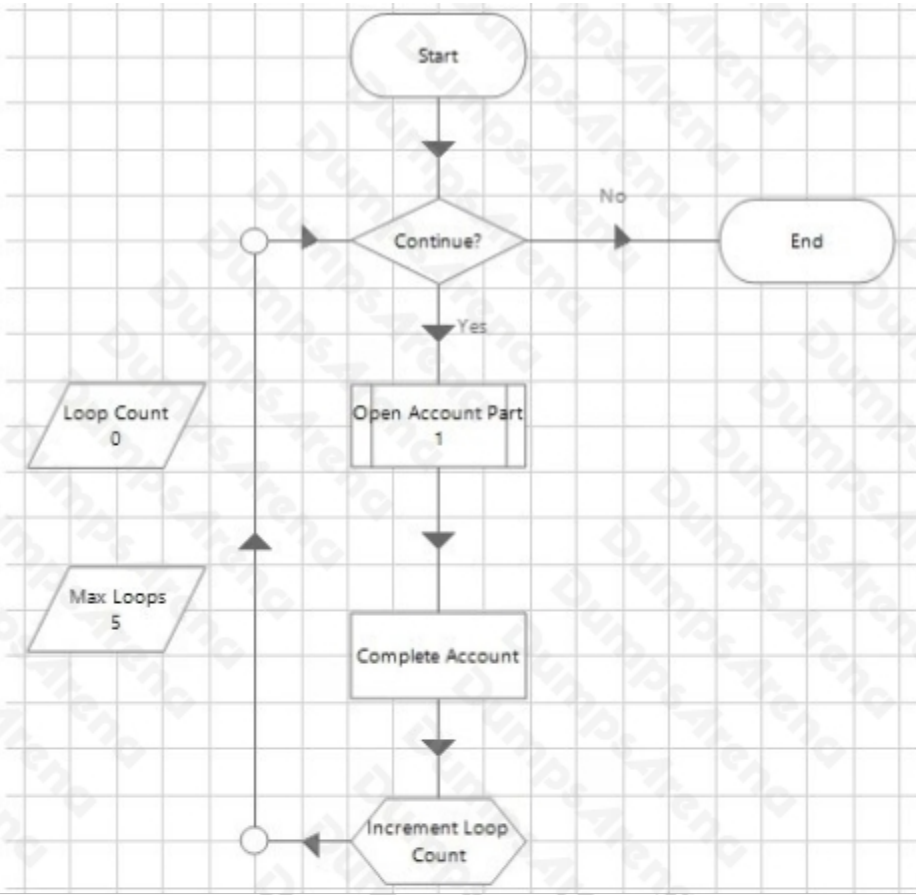 Start
Continue?
No
End
Yes
Loop Count
0
Open Account Part
1
Max Loops
5
Complete Account
Increment Loop
Count
DumpsArena